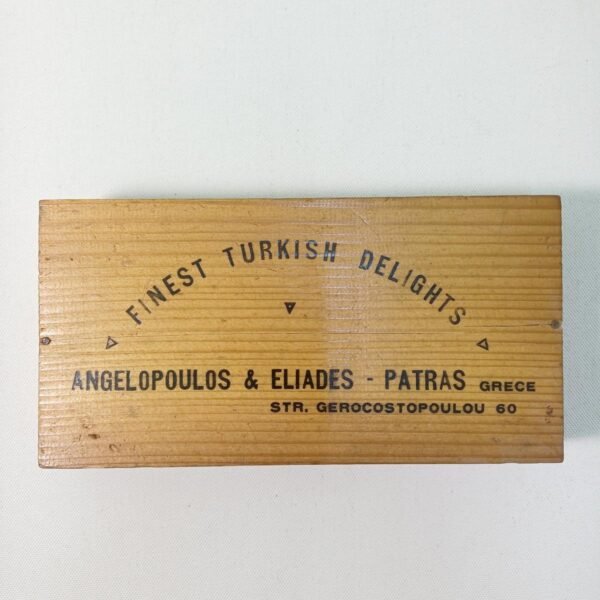 FINEST TURKISH DELIGHTS
ANGELOPOULOS & ELIADES - PATRAS GRECE
STR. GEROCOSTOPOULOU 60